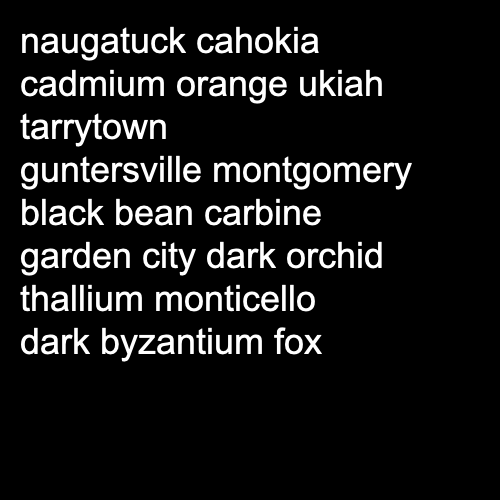 naugatuck cahokia
cadmium orange ukiah
tarrytown
guntersville montgomery
black bean carbine
garden city dark orchid
thallium monticello
dark byzantium fox